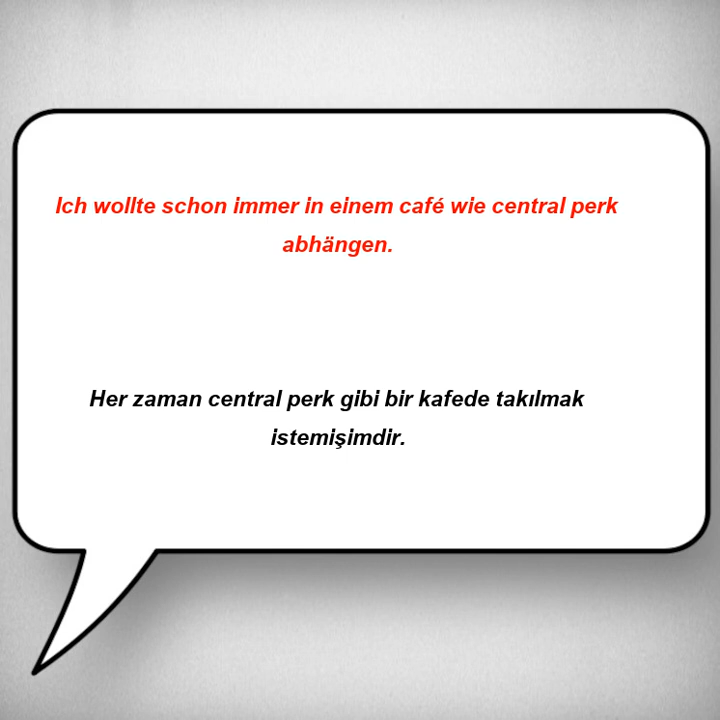 Ich wollte schon immer in einem café wie central perk
abhängen.
Her zaman central perk gibi bir kafede takılmak
istemişimdir.